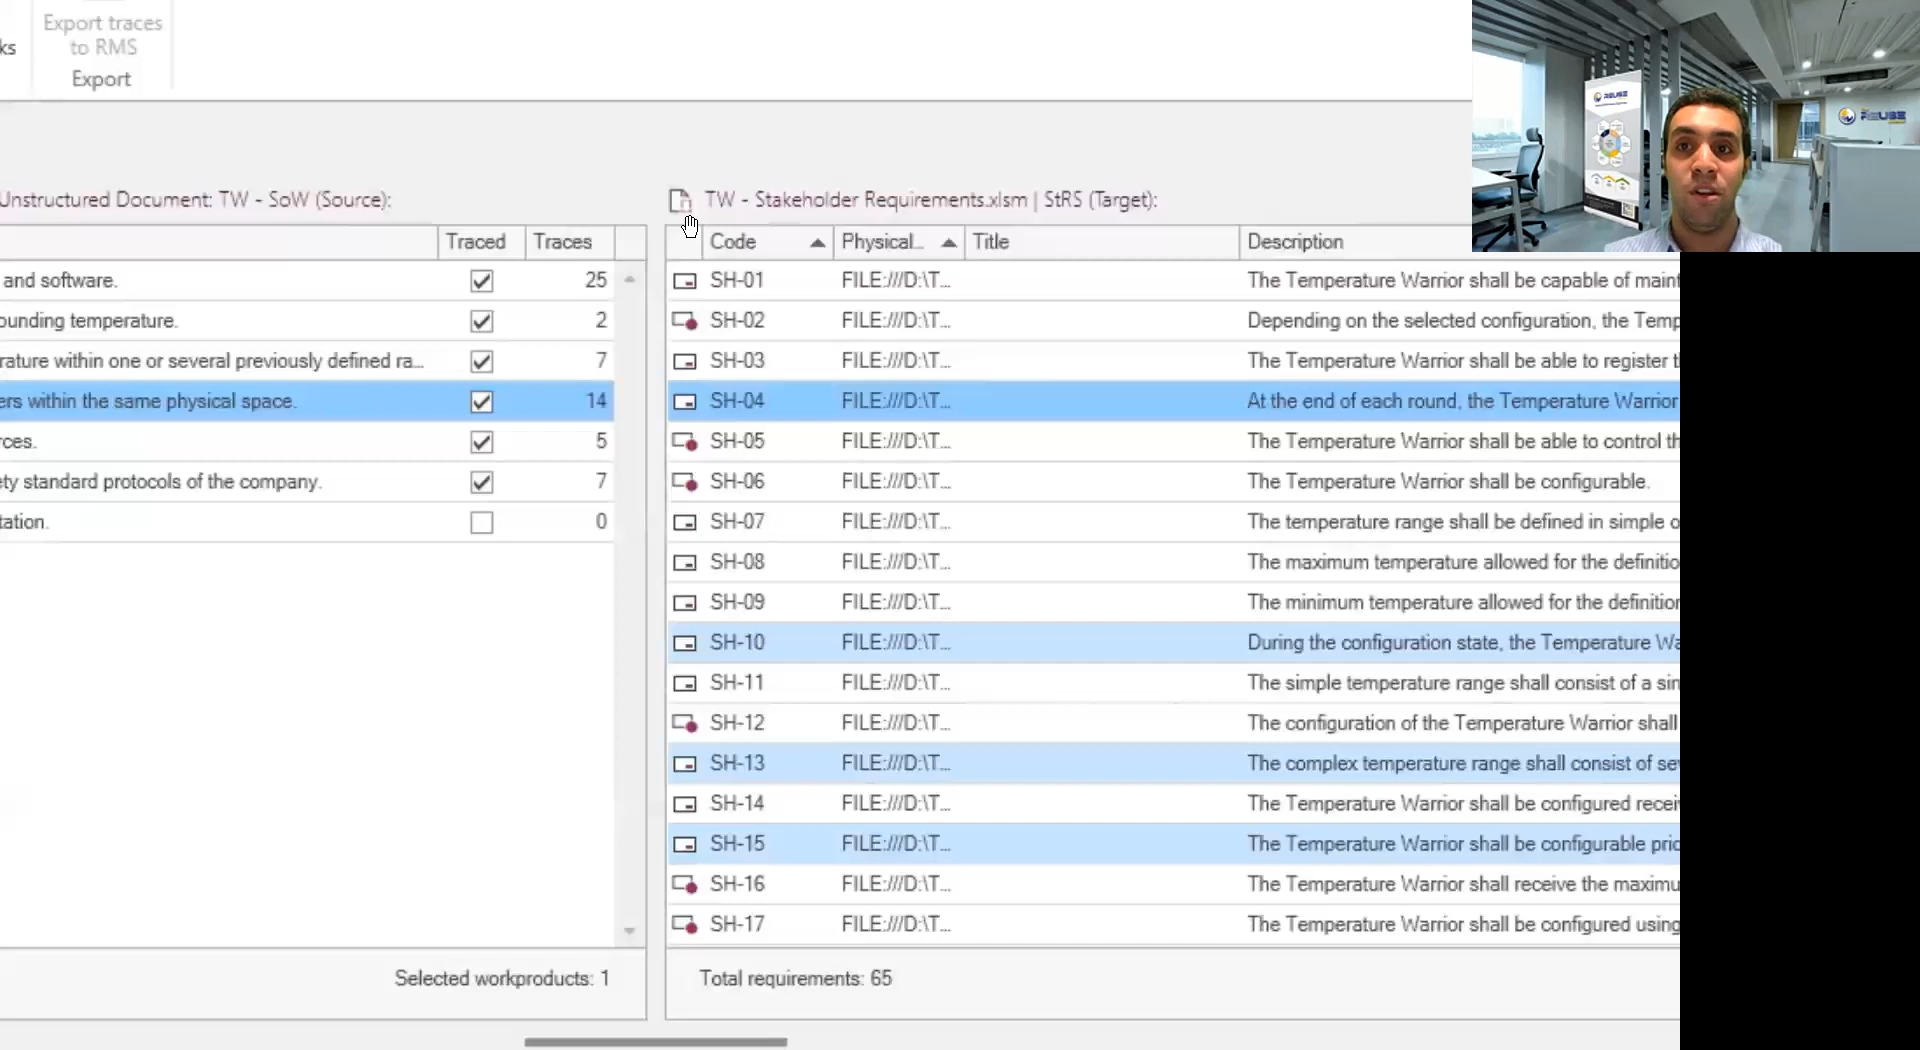 Export traces
to RMS
ks
Export
REUSE
REUSE
Unstructured Document: TW - SoW (Source):
TW - Stakeholder Requirements.xlsm | StRS (Target):
Traced Traces
Code Physical... Title Description
and software. 25
SH-01 FILE:///D:\T... The Temperature Warrior shall be capable of maint
ounding temperature. 2
SH-02 FILE:///D:\T... Depending on the selected configuration, the Temp
rature within one or several previously defined ra... 7
SH-03 FILE:///D:\T... The Temperature Warrior shall be able to register t
ers within the same physical space. 14
SH-04 FILE:///D:\T... At the end of each round, the Temperature Warrior
rces. 5
SH-05 FILE:///D:\T... The Temperature Warrior shall be able to control th
ety standard protocols of the company. 7
SH-06 FILE:///D:\T... The Temperature Warrior shall be configurable.
tation. 0
SH-07 FILE:///D:\T... The temperature range shall be defined in simple o
SH-08 FILE:///D:\T... The maximum temperature allowed for the definitio
SH-09 FILE:///D:\T... The minimum temperature allowed for the definition
SH-10 FILE:///D:\T... During the configuration state, the Temperature Wa
SH-11 FILE:///D:\T... The simple temperature range shall consist of a sin
SH-12 FILE:///D:\T... The configuration of the Temperature Warrior shall
SH-13 FILE:///D:\T... The complex temperature range shall consist of se
SH-14 FILE:///D:\T... The Temperature Warrior shall be configured recei
SH-15 FILE:///D:\T... The Temperature Warrior shall be configurable pric
SH-16 FILE:///D:\T... The Temperature Warrior shall receive the maximu
SH-17 FILE:///D:\T... The Temperature Warrior shall be configured using
Selected workproducts: 1
Total requirements: 65